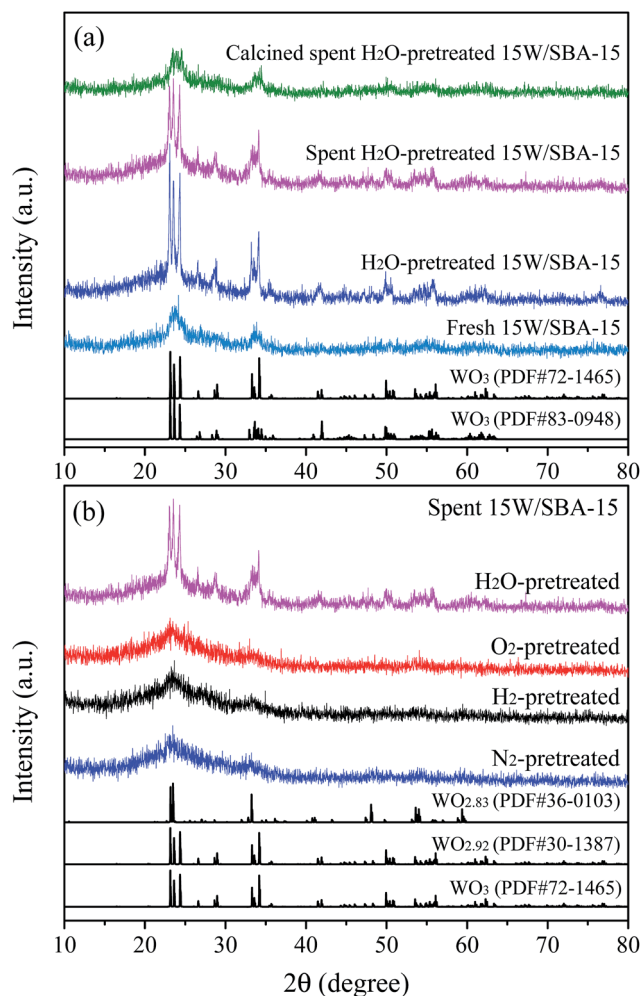 (a)
Calcined spent H2O-pretreated 15W/SBA-15
Spent H2O-pretreated 15W/SBA-15
H2O-pretreated 15W/SBA-15
Fresh 15W/SBA-15
WO3 (PDF#72-1465)
WO3 (PDF#83-0948)
Intensity (a.u.)
10 20 30 40 50 60 70 80
(b)
Spent 15W/SBA-15
H2O-pretreated
O2-pretreated
H2-pretreated
N2-pretreated
WO2.83 (PDF#36-0103)
WO2.92 (PDF#30-1387)
WO3 (PDF#72-1465)
Intensity (a.u.)
10 20 30 40 50 60 70 80
2θ (degree)